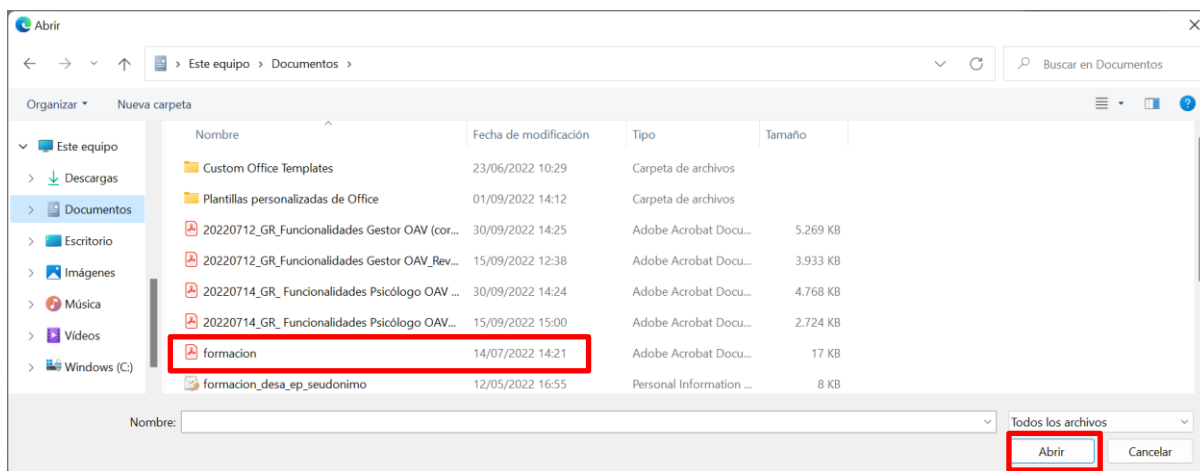 Abrir
Este equipo > Documentos >
Buscar en Documentos
Organizar
Nueva carpeta
Este equipo
Descargas
Documentos
Escritorio
Imágenes
Música
Vídeos
Windows (C:)
Nombre Fecha de modificación Tipo Tamaño
Custom Office Templates 23/06/2022 10:29 Carpeta de archivos
Plantillas personalizadas de Office 01/09/2022 14:12 Carpeta de archivos
20220712_GR_Funcionalidades Gestor OAV (cor... 30/09/2022 14:25 Adobe Acrobat Docu... 5.269 KB
20220712_GR_Funcionalidades Gestor OAV_Rev... 15/09/2022 12:38 Adobe Acrobat Docu... 3.933 KB
20220714_GR_ Funcionalidades Psicólogo OAV ... 30/09/2022 14:24 Adobe Acrobat Docu... 4.768 KB
20220714_GR_ Funcionalidades Psicólogo OAV... 15/09/2022 15:00 Adobe Acrobat Docu... 2.724 KB
formacion 14/07/2022 14:21 Adobe Acrobat Docu... 17 KB
formacion_desa_ep_seudonimo 12/05/2022 16:55 Personal Information ... 8 KB
Nombre:
Todos los archivos
Abrir
Cancelar